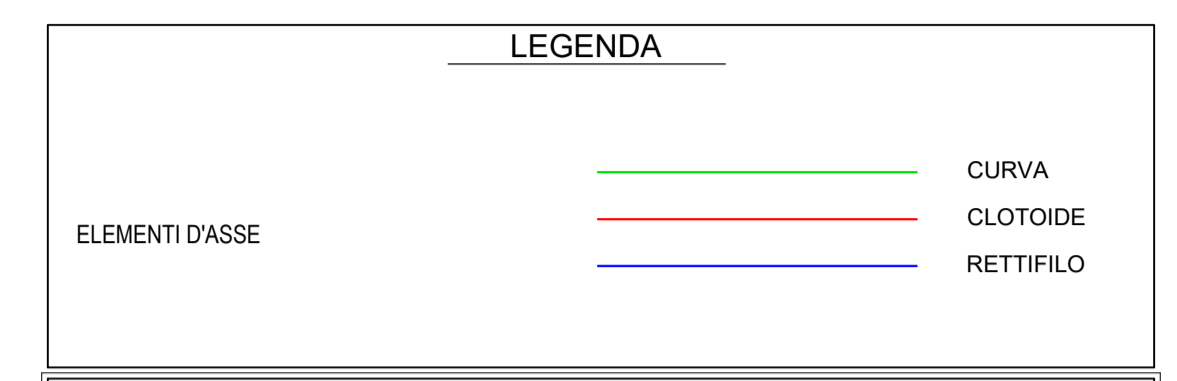 LEGENDA
CURVA
CLOTOIDE
ELEMENTI D'ASSE
RETTIFILO